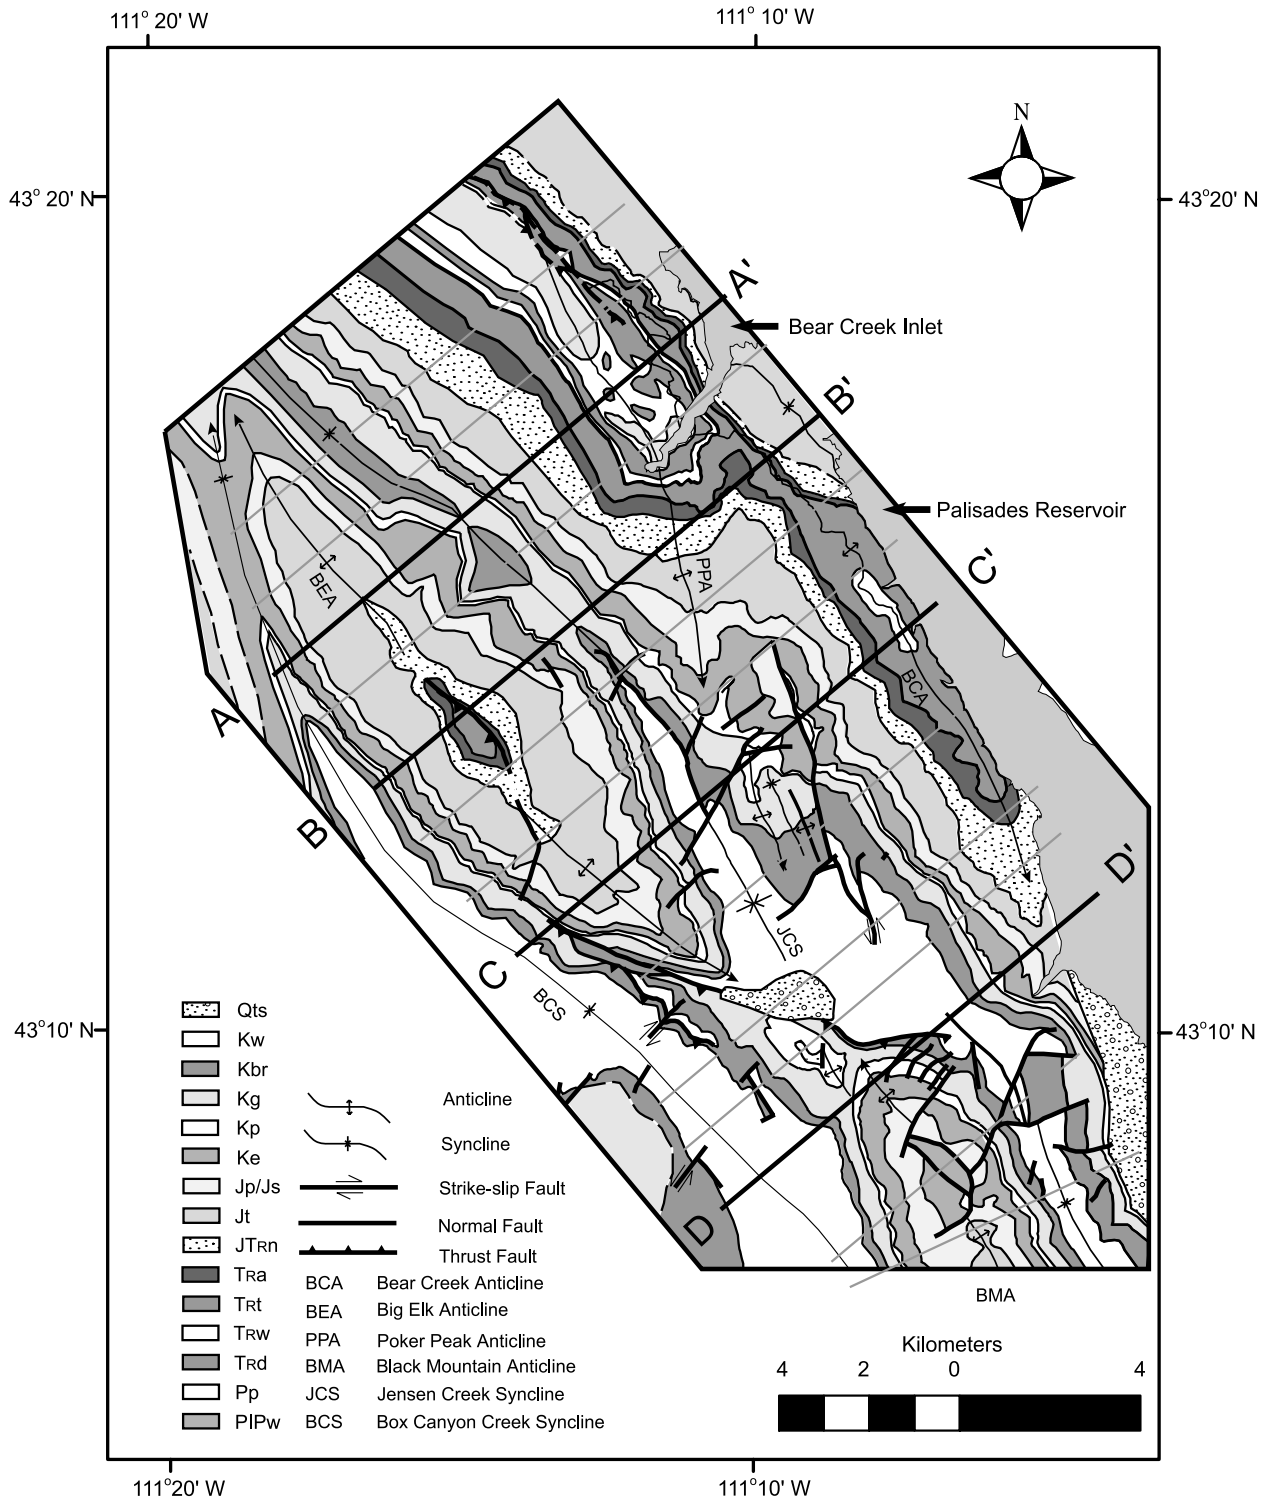 111° 20' W
111° 10' W
N
43° 20' N
43°20' N
A'
Bear Creek Inlet
B'
Palisades Reservoir
C'
PPA
BEA
BCA
A
B
D'
JCS
C
BCS
43°10' N
43°10' N
D
BMA
Qts
Kw
Kbr
Kg
Kp
Ke
Jp/Js
Jt
JTRn
TRa
TRt
TRw
TRd
Pp
PIPw
Anticline
Syncline
Strike-slip Fault
Normal Fault
Thrust Fault
BCA Bear Creek Anticline
BEA Big Elk Anticline
PPA Poker Peak Anticline
BMA Black Mountain Anticline
JCS Jensen Creek Syncline
BCS Box Canyon Creek Syncline
Kilometers
4 2 0 4
111°20' W
111°10' W